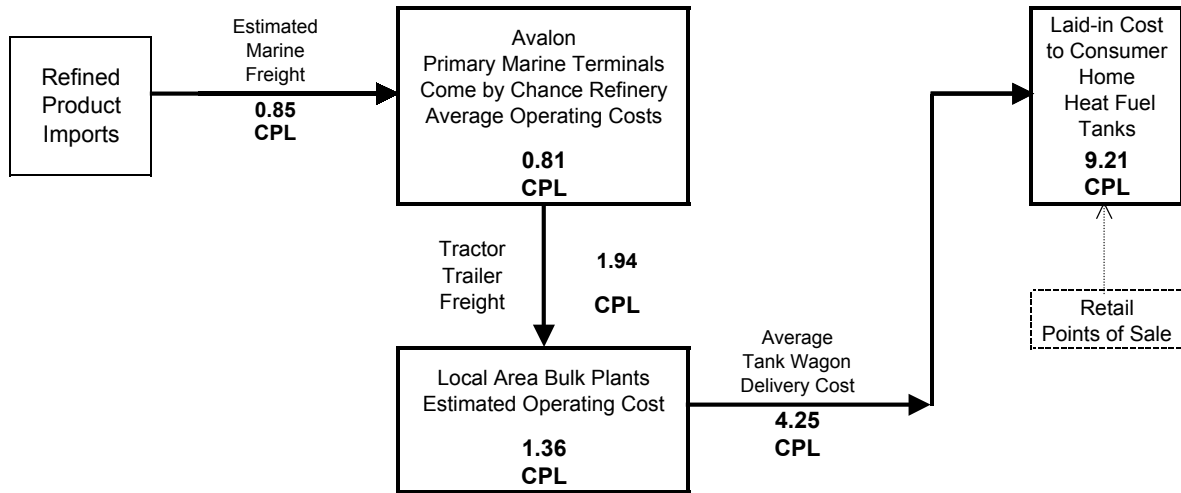 Refined
Product
Imports
Estimated
Marine
Freight
0.85
CPL
Avalon
Primary Marine Terminals
Come by Chance Refinery
Average Operating Costs
0.81
CPL
Tractor
Trailer
Freight
1.94
CPL
Local Area Bulk Plants
Estimated Operating Cost
1.36
CPL
Average
Tank Wagon
Delivery Cost
4.25
CPL
Laid-in Cost
to Consumer
Home
Heat Fuel
Tanks
9.21
CPL
Retail
Points of Sale